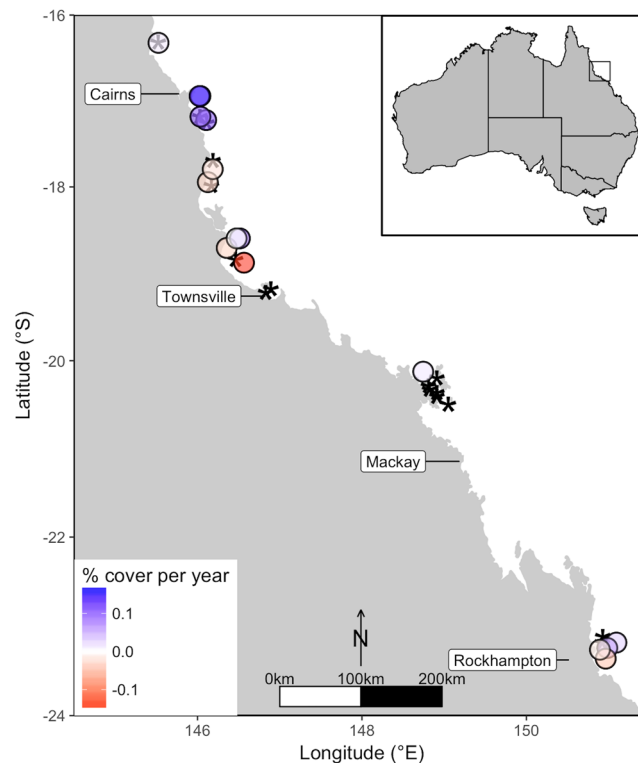 -16
Cairns
-18
Townsville
Latitude (°S)
-20
Mackay
-22
% cover per year
0.1
0.0
-0.1
N
Rockhampton
0km 100km 200km
-24
146 148 150
Longitude (°E)